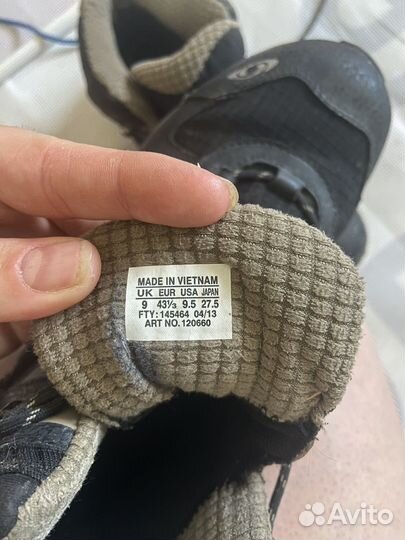 MADE IN VIETNAM
UK EUR USA JAPAN
9 43⅓ 9.5 27.5
FTY: 145464 04/13
ART NO. 120660
Avito